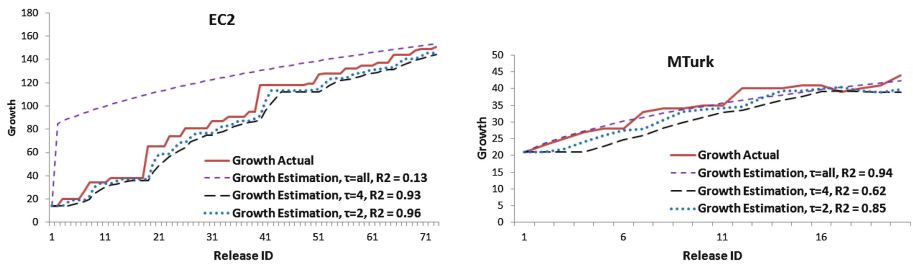 EC2
180
160
140
120
100
80
60
40
20
0
Growth
Growth Actual
Growth Estimation, τ=all, R2 = 0.13
Growth Estimation, τ=4, R2 = 0.93
Growth Estimation, τ=2, R2 = 0.96
1 11 21 31 41 51 61 71
Release ID
MTurk
50
45
40
35
30
25
20
15
10
5
0
Growth
Growth Actual
Growth Estimation, τ=all, R2 = 0.94
Growth Estimation, τ=4, R2 = 0.62
Growth Estimation, τ=2, R2 = 0.85
1 6 11 16
Release ID